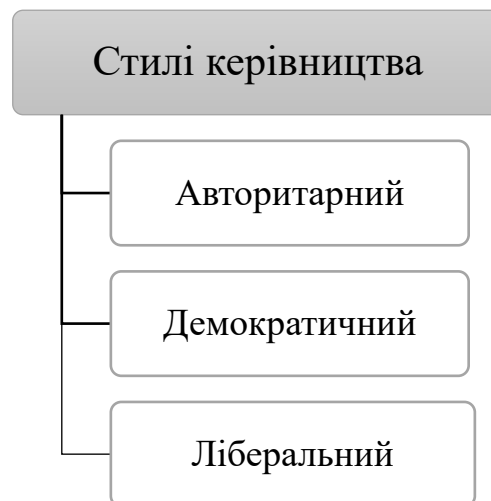 Стилі керівництва
Авторитарний
Демократичний
Ліберальний